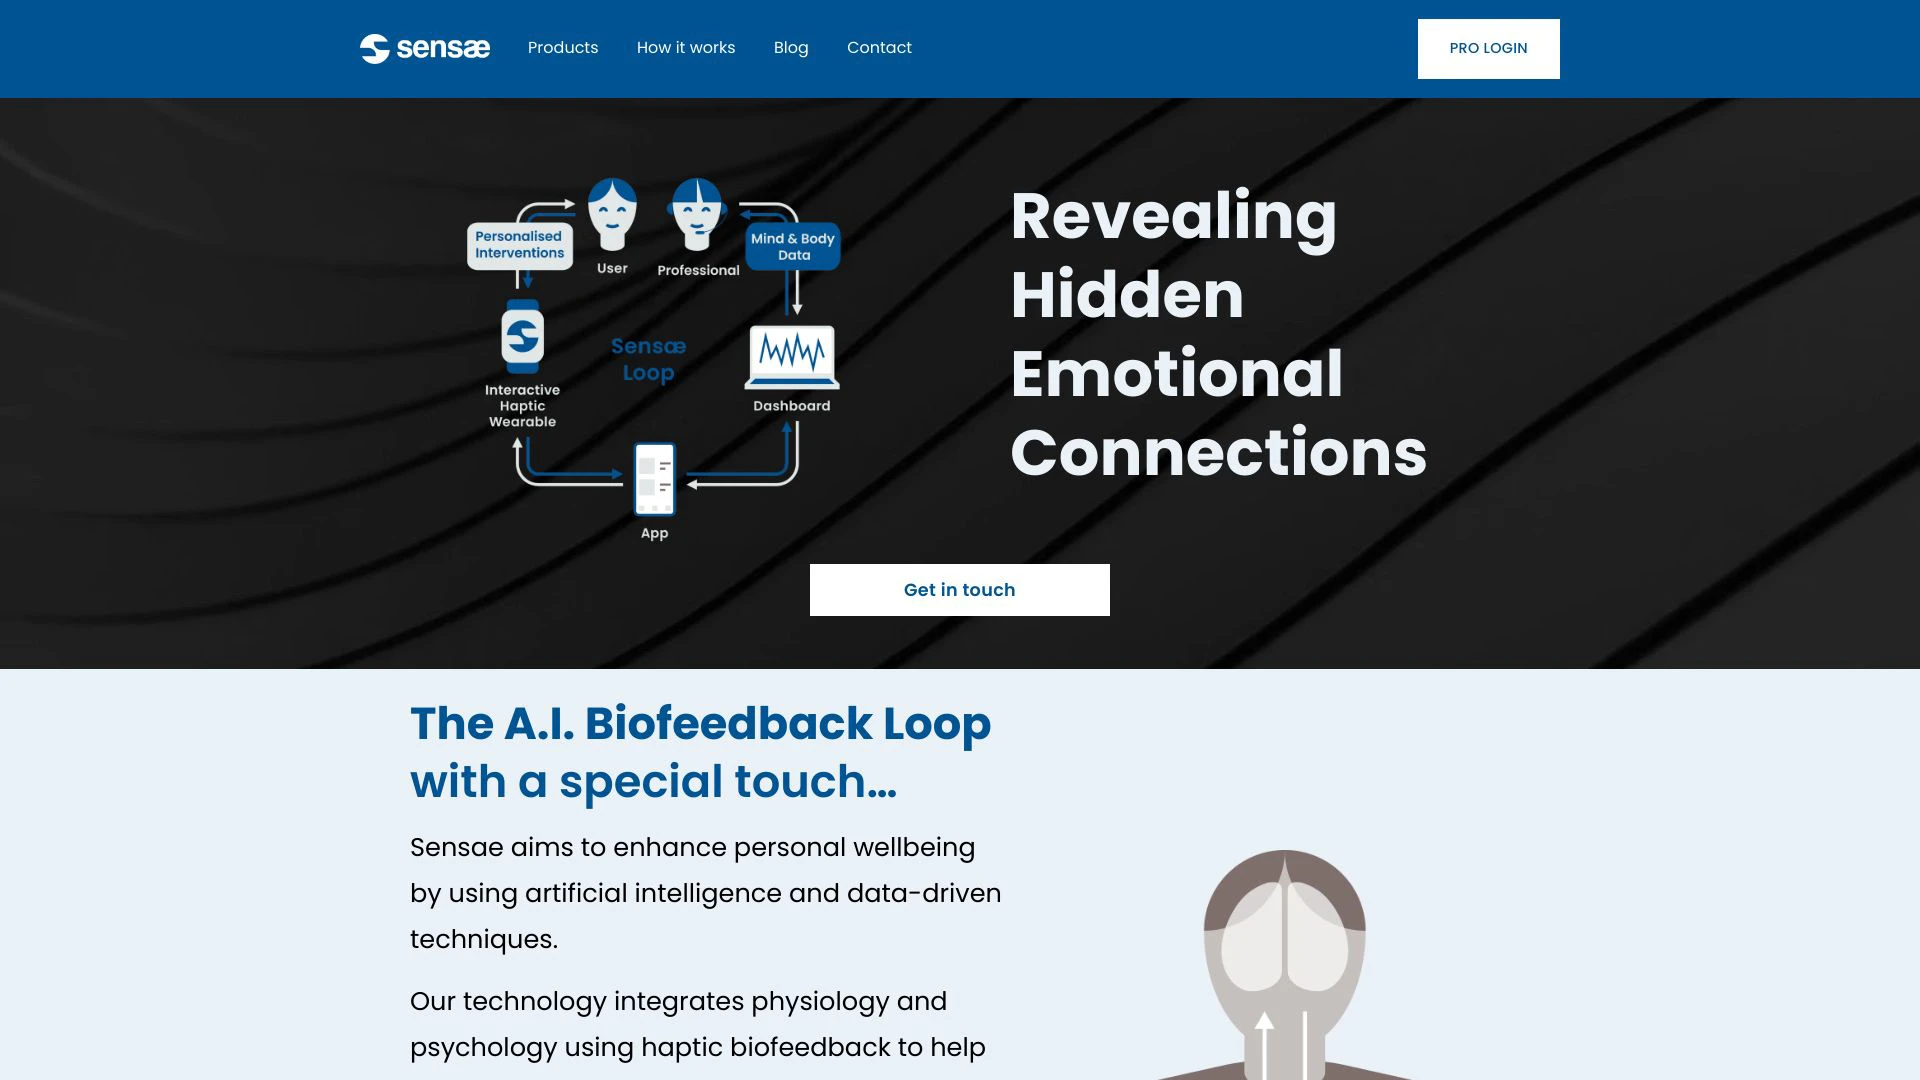 sensæ
Products
How it works
Blog
Contact
PRO LOGIN
Personalised
Interventions
User
Professional
Mind & Body
Data
Interactive
Haptic
Wearable
Sensæ
Loop
Dashboard
App
Revealing
Hidden
Emotional
Connections
Get in touch
The A.I. Biofeedback Loop
with a special touch...
Sensae aims to enhance personal wellbeing
by using artificial intelligence and data-driven
techniques.
Our technology integrates physiology and
psychology using haptic biofeedback to help